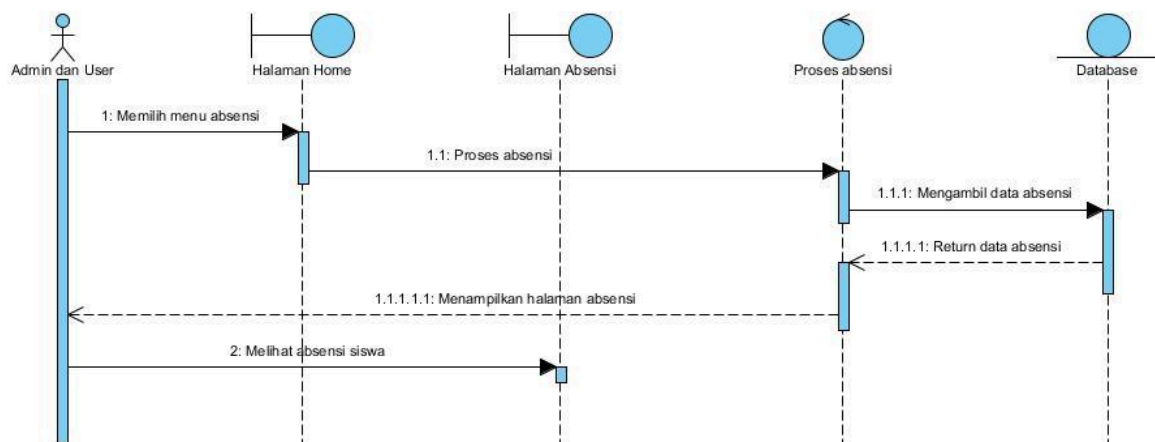 Admin dan User
Halaman Home
Halaman Absensi
Proses absensi
Database
1: Memilih menu absensi
1.1: Proses absensi
1.1.1: Mengambil data absensi
1.1.1.1: Return data absensi
1.1.1.1.1: Menampilkan halaman absensi
2: Melihat absensi siswa